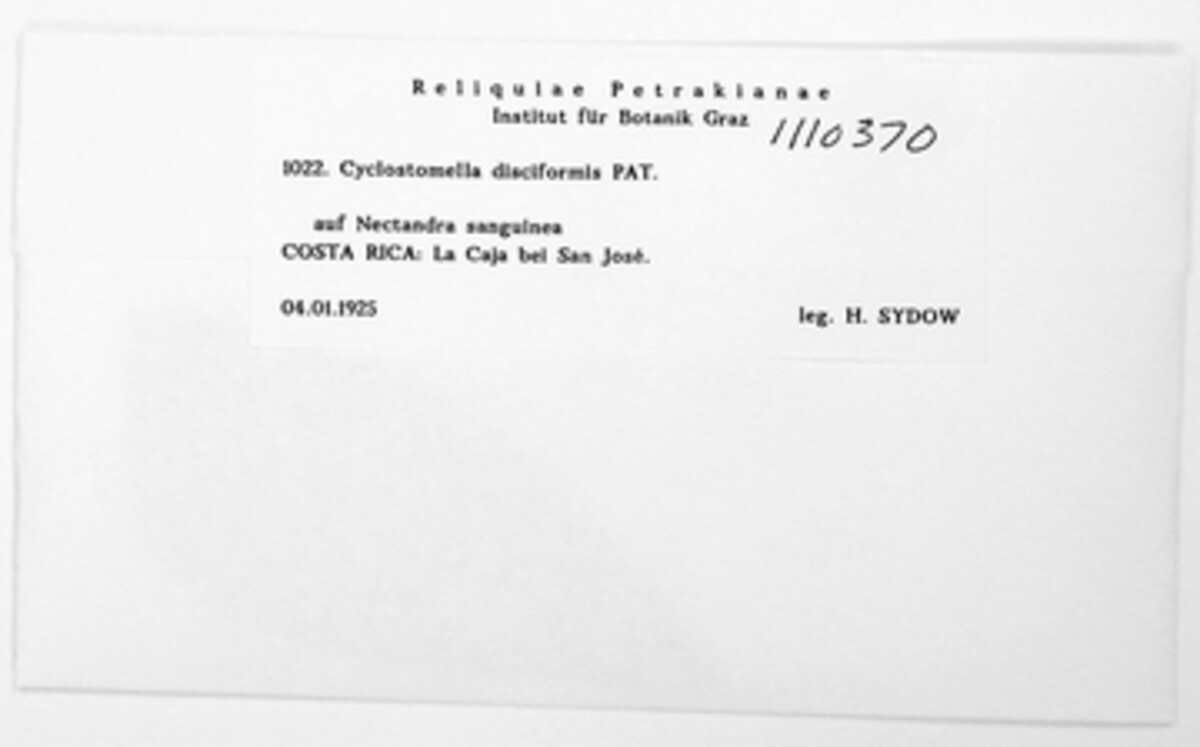 Reliquiae Petrakianae
Institut für Botanik Graz
1110370
1022. Cyclostomella disciformis PAT.
auf Nectandra sanguinea
COSTA RICA: La Caja bei San José.
04.01.1925
leg. H. SYDOW